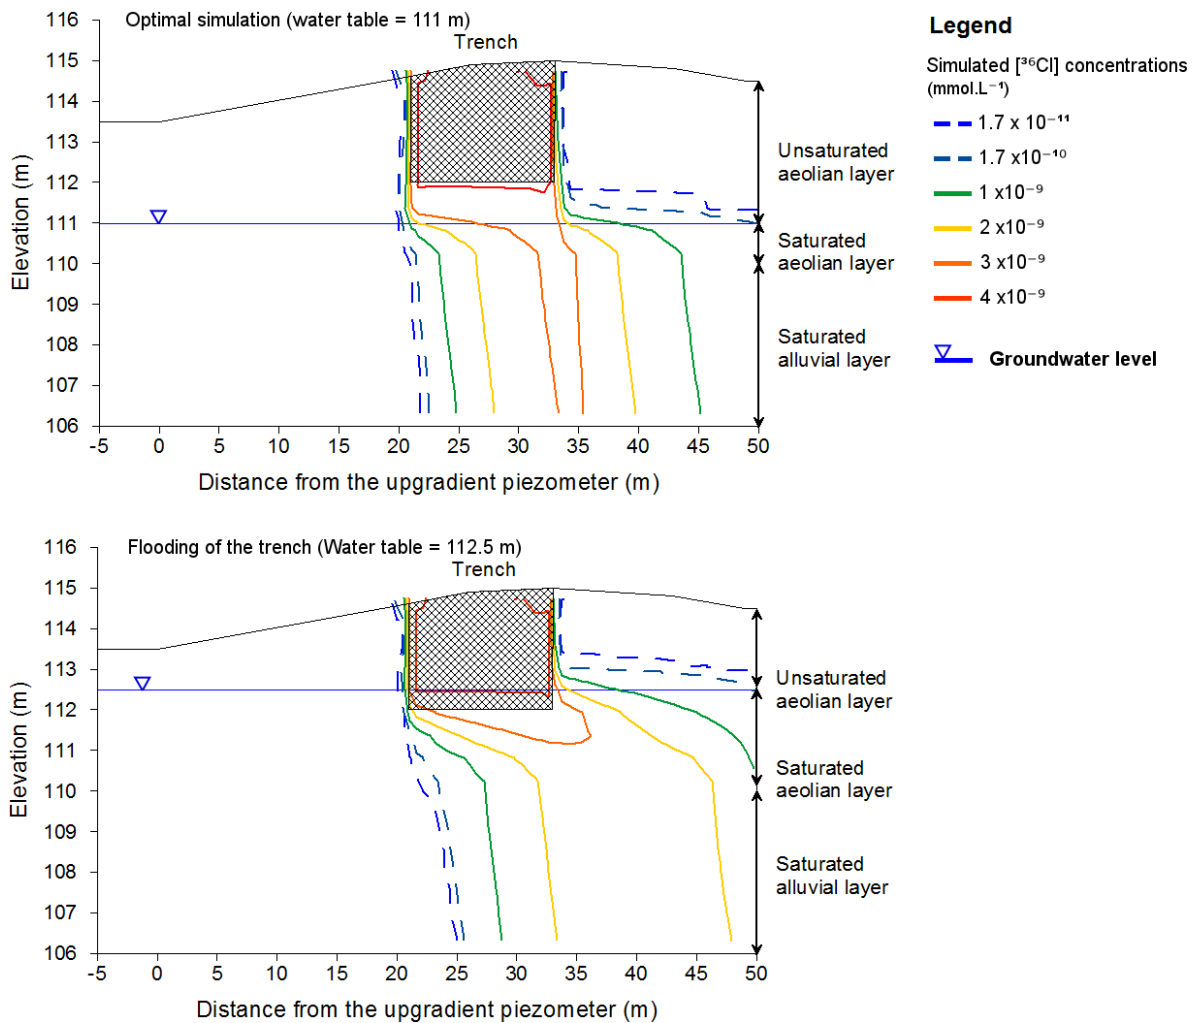 Optimal simulation (water table = 111 m)
Trench
116
115
114
113
112
111
110
109
108
107
106
Elevation (m)
-5
0
5
10
15
20
25
30
35
40
45
50
Distance from the upgradient piezometer (m)
Unsaturated
aeolian layer
Saturated
aeolian layer
Saturated
alluvial layer
Legend
Simulated [³⁶Cl] concentrations
(mmol.L⁻¹)
1.7 x 10⁻¹¹
1.7 x10⁻¹⁰
1 x10⁻⁹
2 x10⁻⁹
3 x10⁻⁹
4 x10⁻⁹
Groundwater level
Flooding of the trench (Water table = 112.5 m)
Trench
116
115
114
113
112
111
110
109
108
107
106
Elevation (m)
-5
0
5
10
15
20
25
30
35
40
45
50
Distance from the upgradient piezometer (m)
Unsaturated
aeolian layer
Saturated
aeolian layer
Saturated
alluvial layer